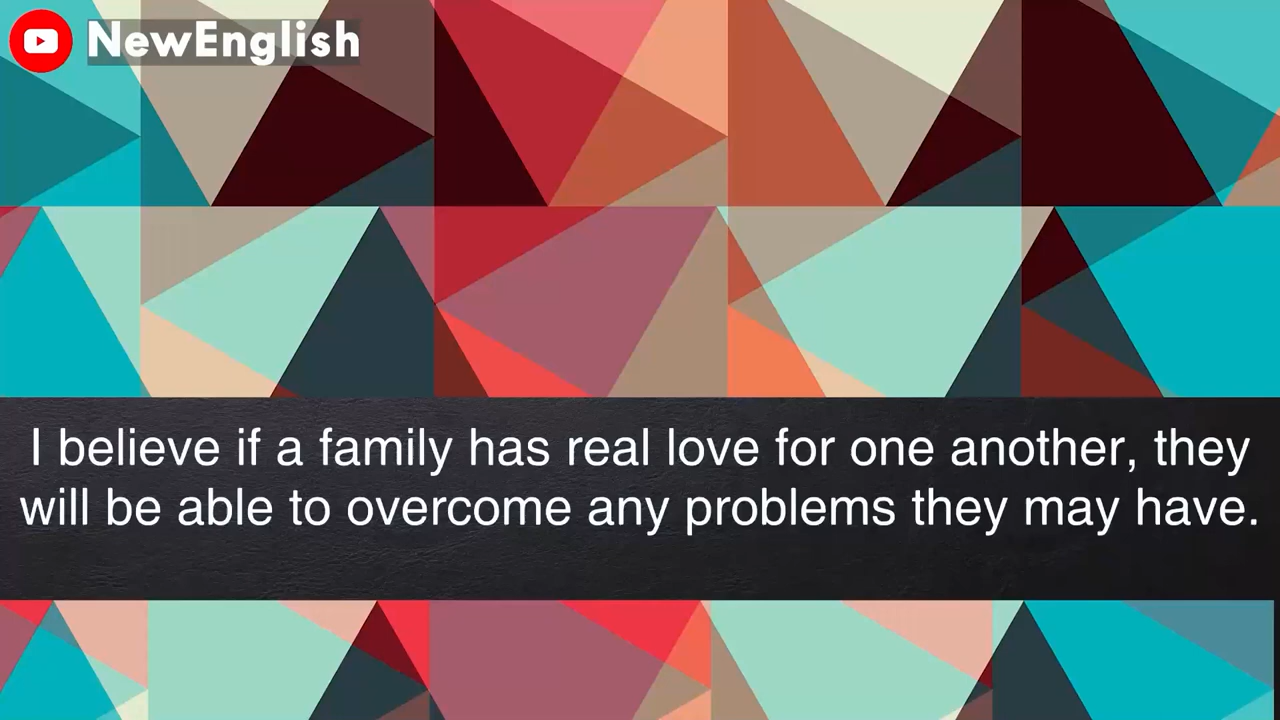 NewEnglish
I believe if a family has real love for one another, they
will be able to overcome any problems they may have.